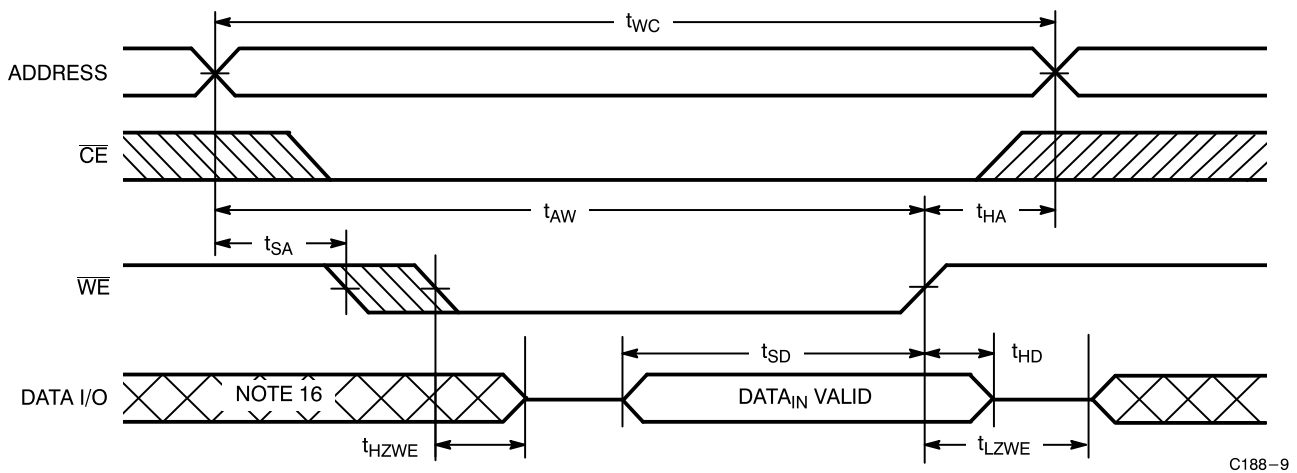 tWC
ADDRESS
CE
tAW
tHA
tSA
WE
tSD
tHD
DATA I/O
NOTE 16
DATAIN VALID
tHZWE
tLZWE
C188−9